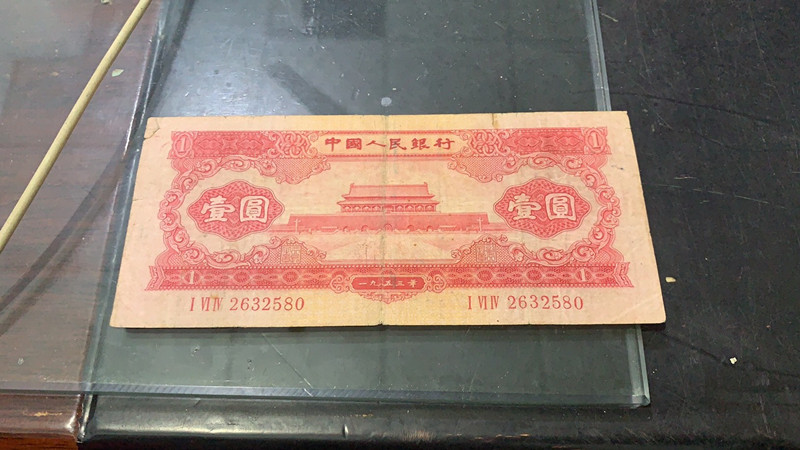 1 中國人民銀行 1
壹圓 壹圓
1 一九五三年 1
I VI IV 2632580 I VI IV 2632580